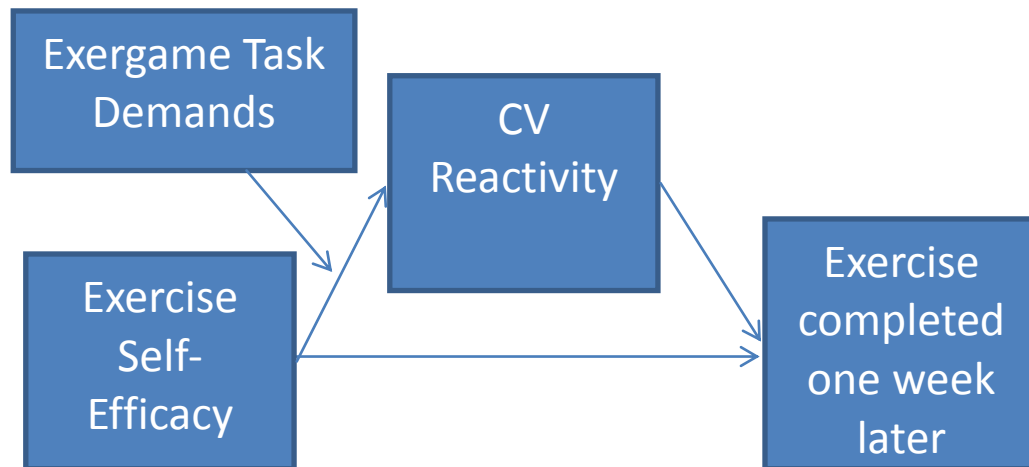 Exergame Task
Demands
CV
Reactivity
Exercise
Self-
Efficacy
Exercise
completed
one week
later